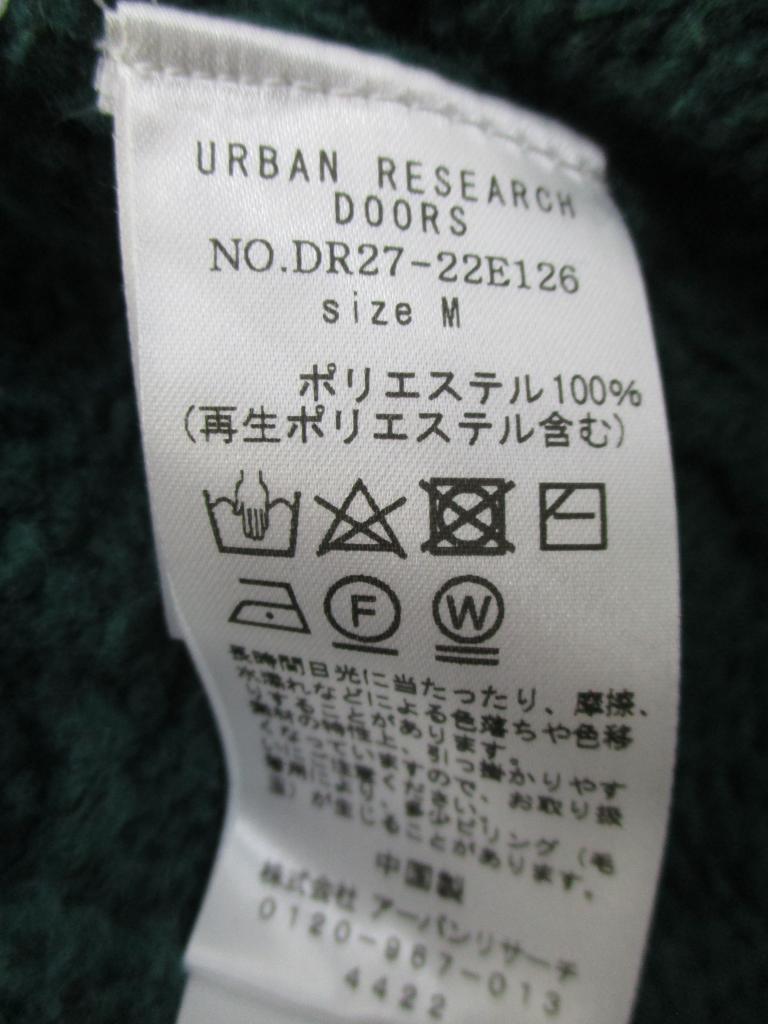 URBAN RESEARCH
DOORS
NO.DR27-22E126
size M
ポリエステル100%
(再生ポリエステル含む)
F
W
長時間日光に当たったり、摩擦、
水濡れなどによる色落ちや色移
りすることがあります。
素材の特性上、引っ掛かりやす
くなっていますので、お取り扱
いにご注意ください。
着用により、多少ピリング(毛
玉)が生じることがあります。
中国製
株式会社 アーバンリサーチ
0120-987-013
4422